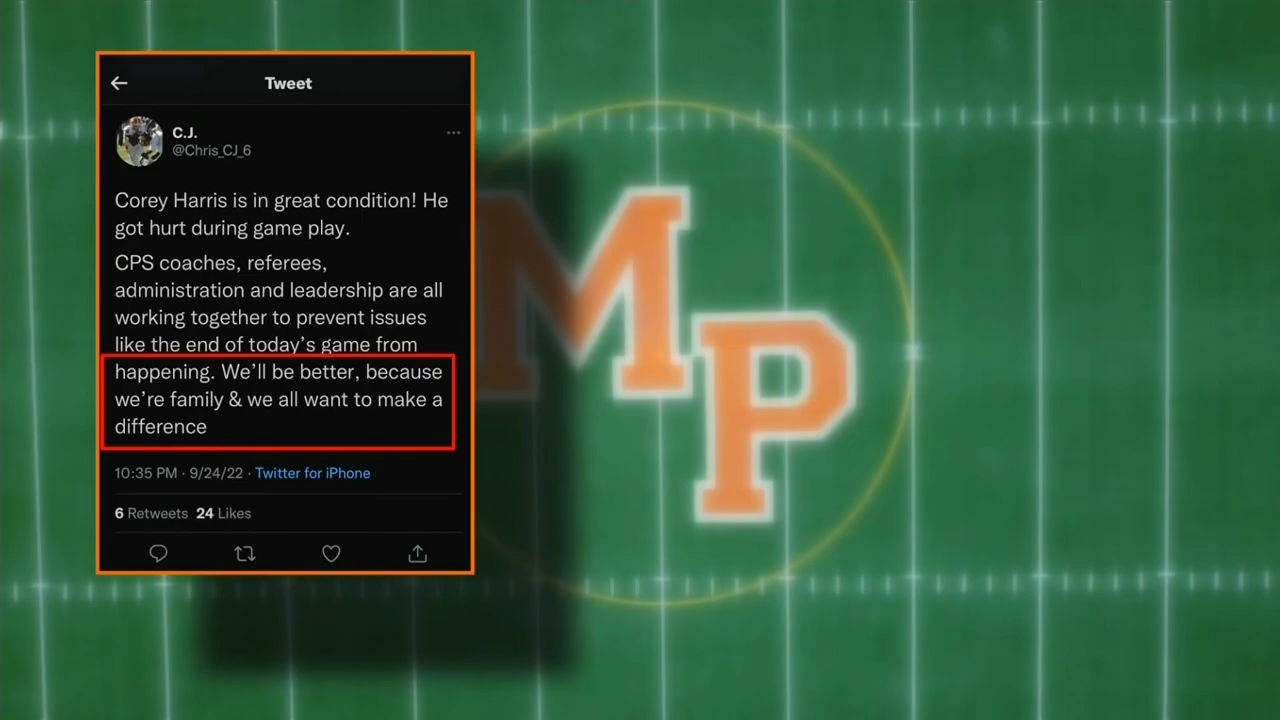 Tweet
C.J.
@Chris_CJ_6
Corey Harris is in great condition! He
got hurt during game play.
CPS coaches, referees,
administration and leadership are all
working together to prevent issues
like the end of today's game from
happening. We'll be better, because
we're family & we all want to make a
difference
10:35 PM · 9/24/22 · Twitter for iPhone
6 Retweets 24 Likes
MP